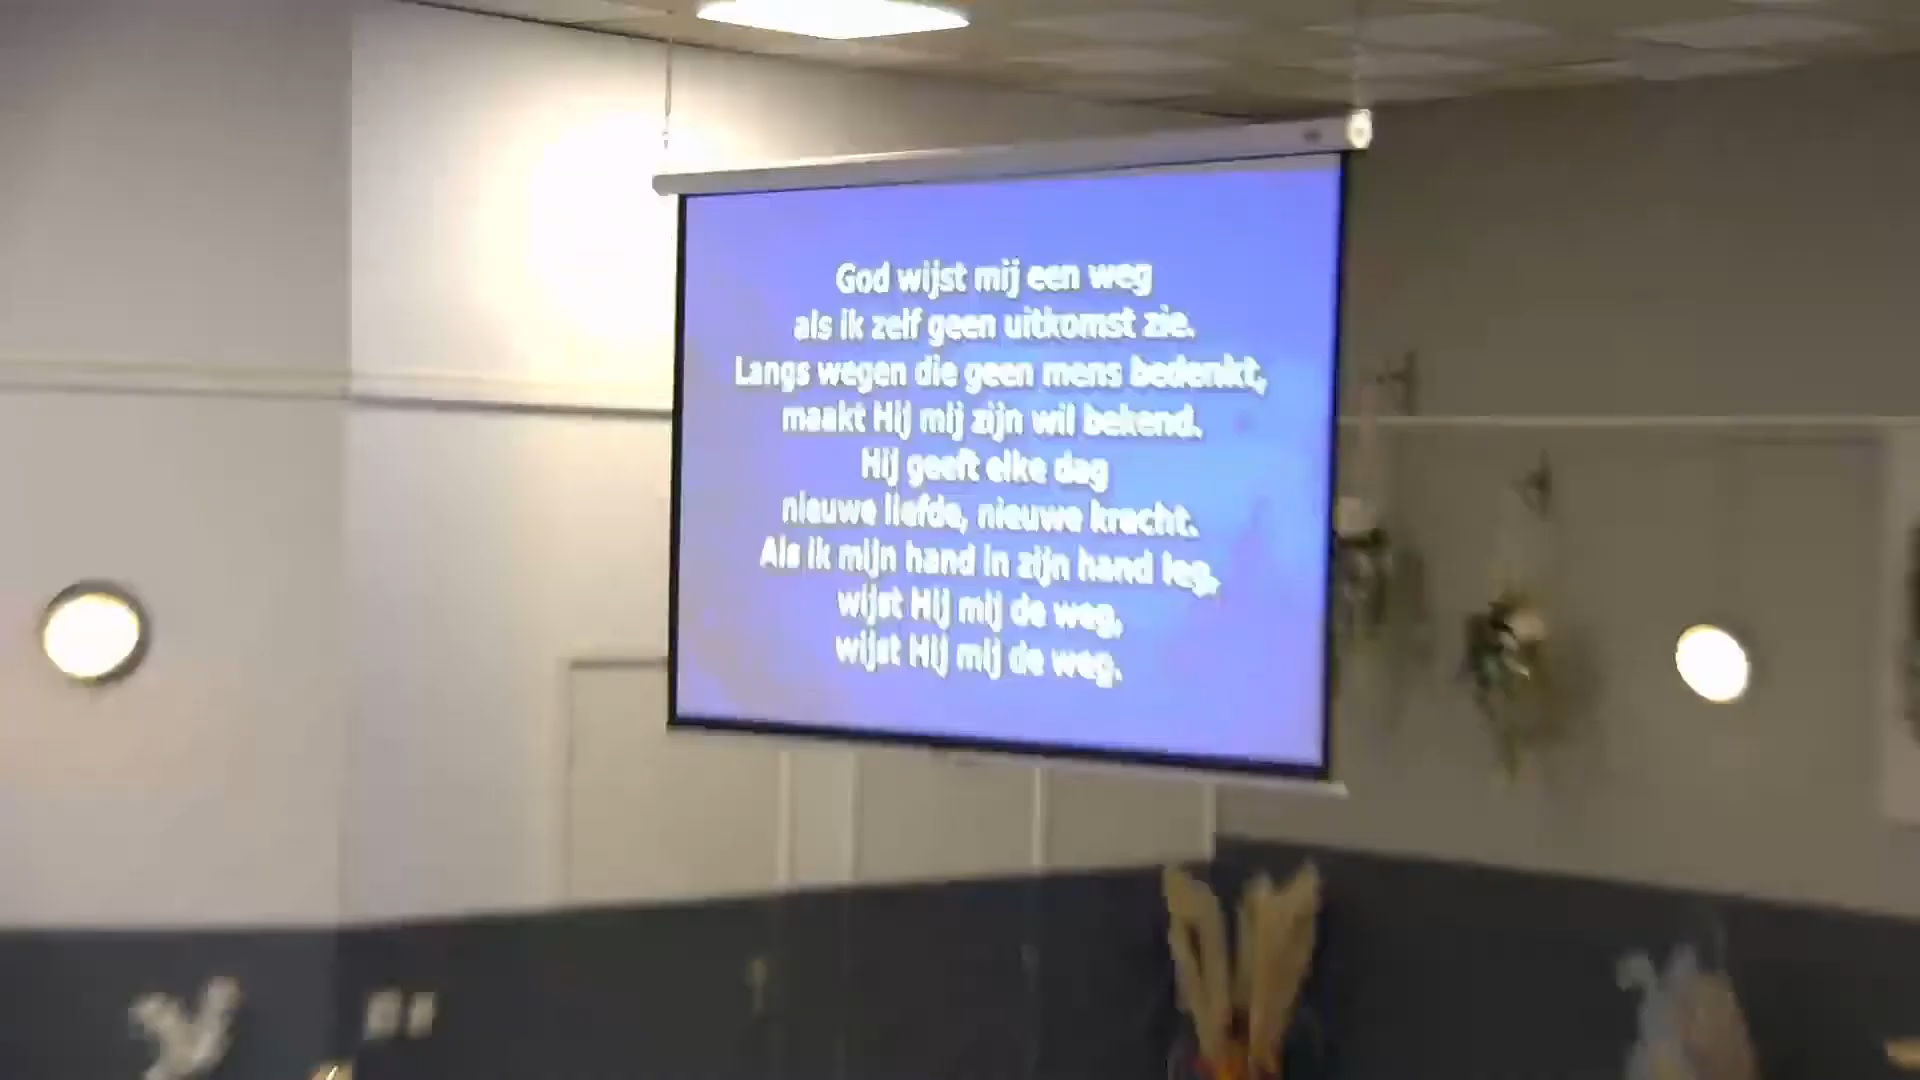 God wijst mij een weg
als ik zelf geen uitkomst zie.
Langs wegen die geen mens bedenkt,
maakt Hij mij zijn wil bekend.
Hij geeft elke dag
nieuwe liefde, nieuwe kracht.
Als ik mijn hand in zijn hand leg,
wijst Hij mij de weg,
wijst Hij mij de weg.